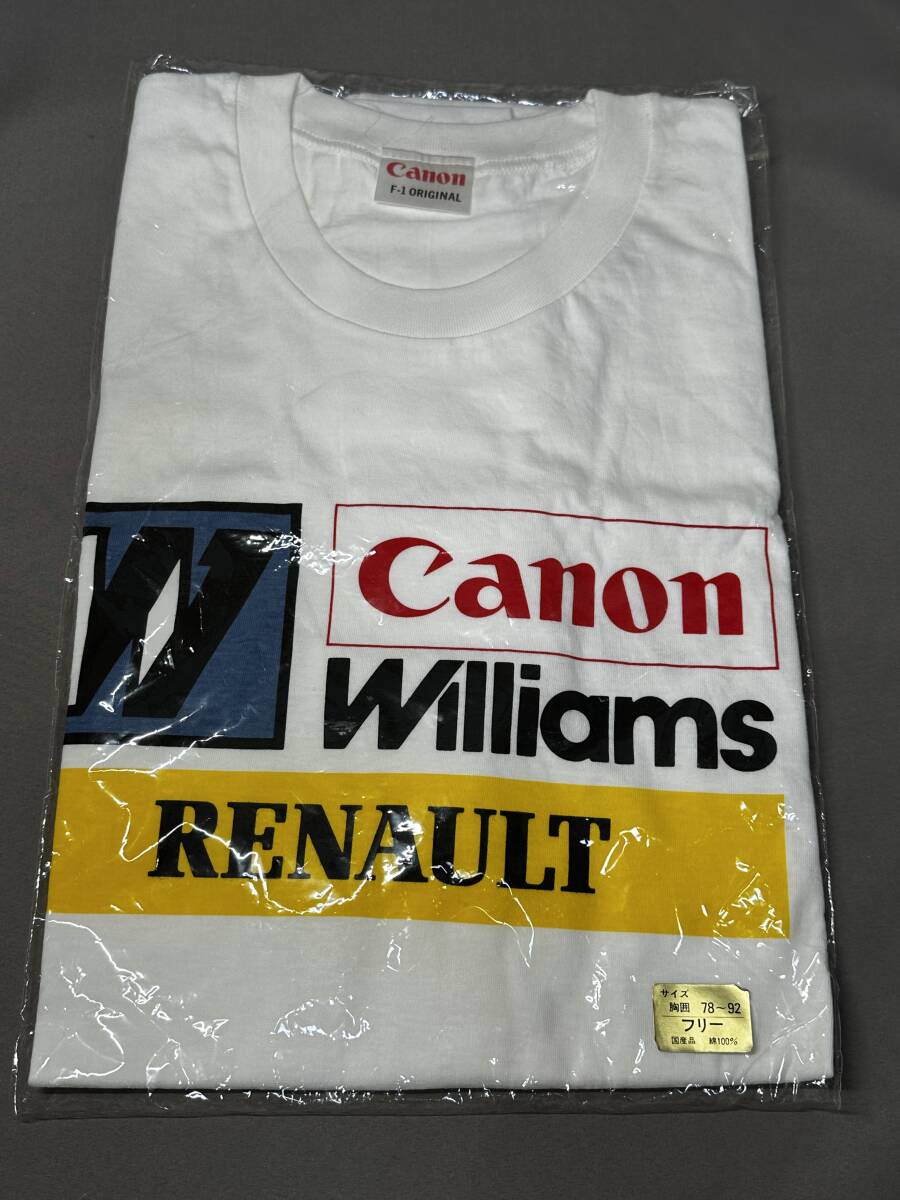 Canon
F-1 ORIGINAL
W
Canon
Williams
RENAULT
サイズ
胸囲 78～92
フリー
国産品 綿100%